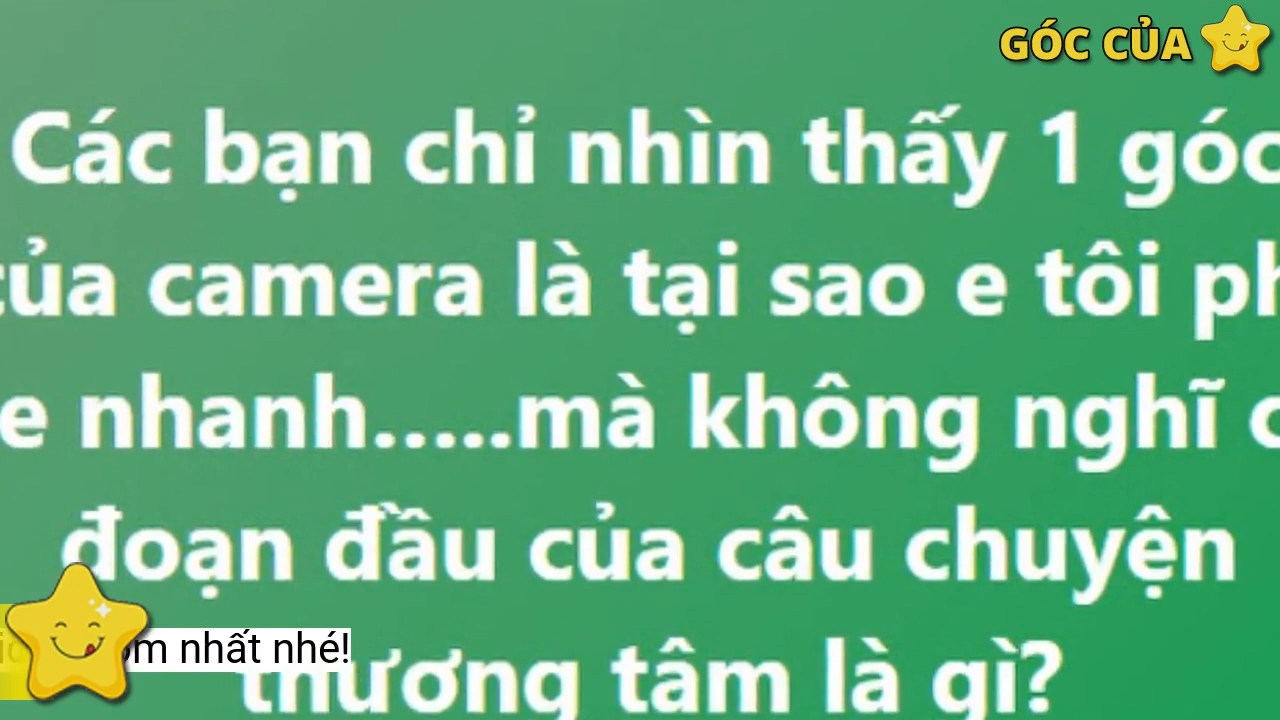 GÓC CỦA
Các bạn chỉ nhìn thấy 1 góc
của camera là tại sao e tôi
nhanh.....mà không nghĩ
đoạn đầu của câu chuyện
nhất nhé!
thương tâm là gì?